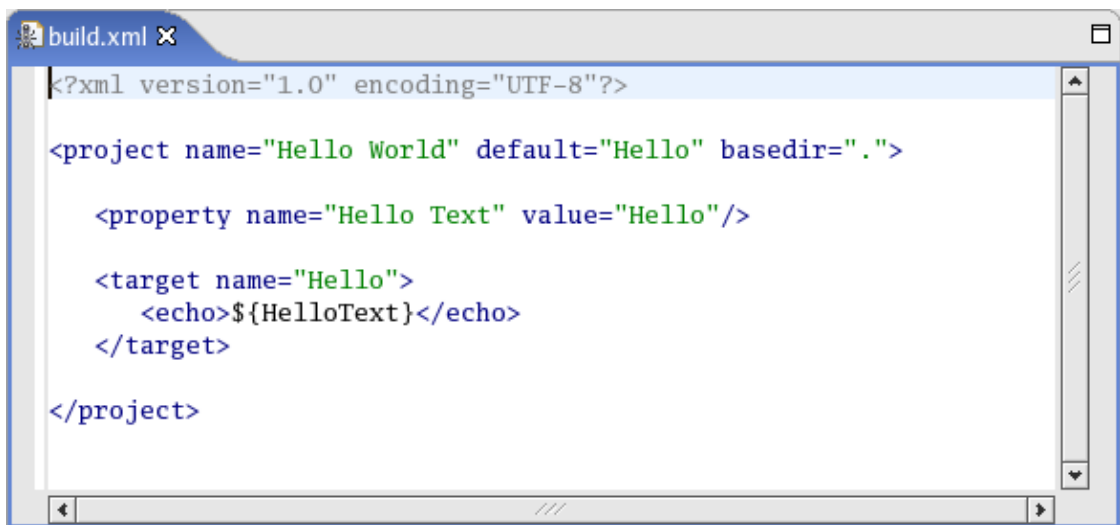 build.xml
<?xml version="1.0" encoding="UTF-8"?>
<project name="Hello World" default="Hello" basedir=".">
<property name="Hello Text" value="Hello"/>
<target name="Hello">
<echo>${HelloText}</echo>
</target>
</project>